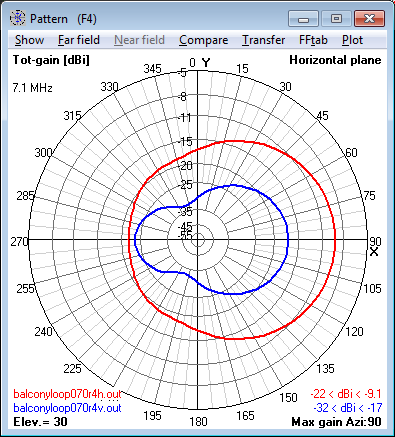 Pattern (F4)
Show Far field Near field Compare Transfer FFtab Plot
Tot-gain [dBi] 0 Y Horizontal plane
7.1 MHz
345 15
330 30
315 45
300 60
285 75
270 90
X
255 105
240 120
225 135
210 150
195 165
180
-5
-8
-11
-15
-20
-25
-35
-45
-55
balconyloop070r4h.out -22 < dBi < -9.1
balconyloop070r4v.out -32 < dBi < -17
Elev.= 30 Max gain Azi:90